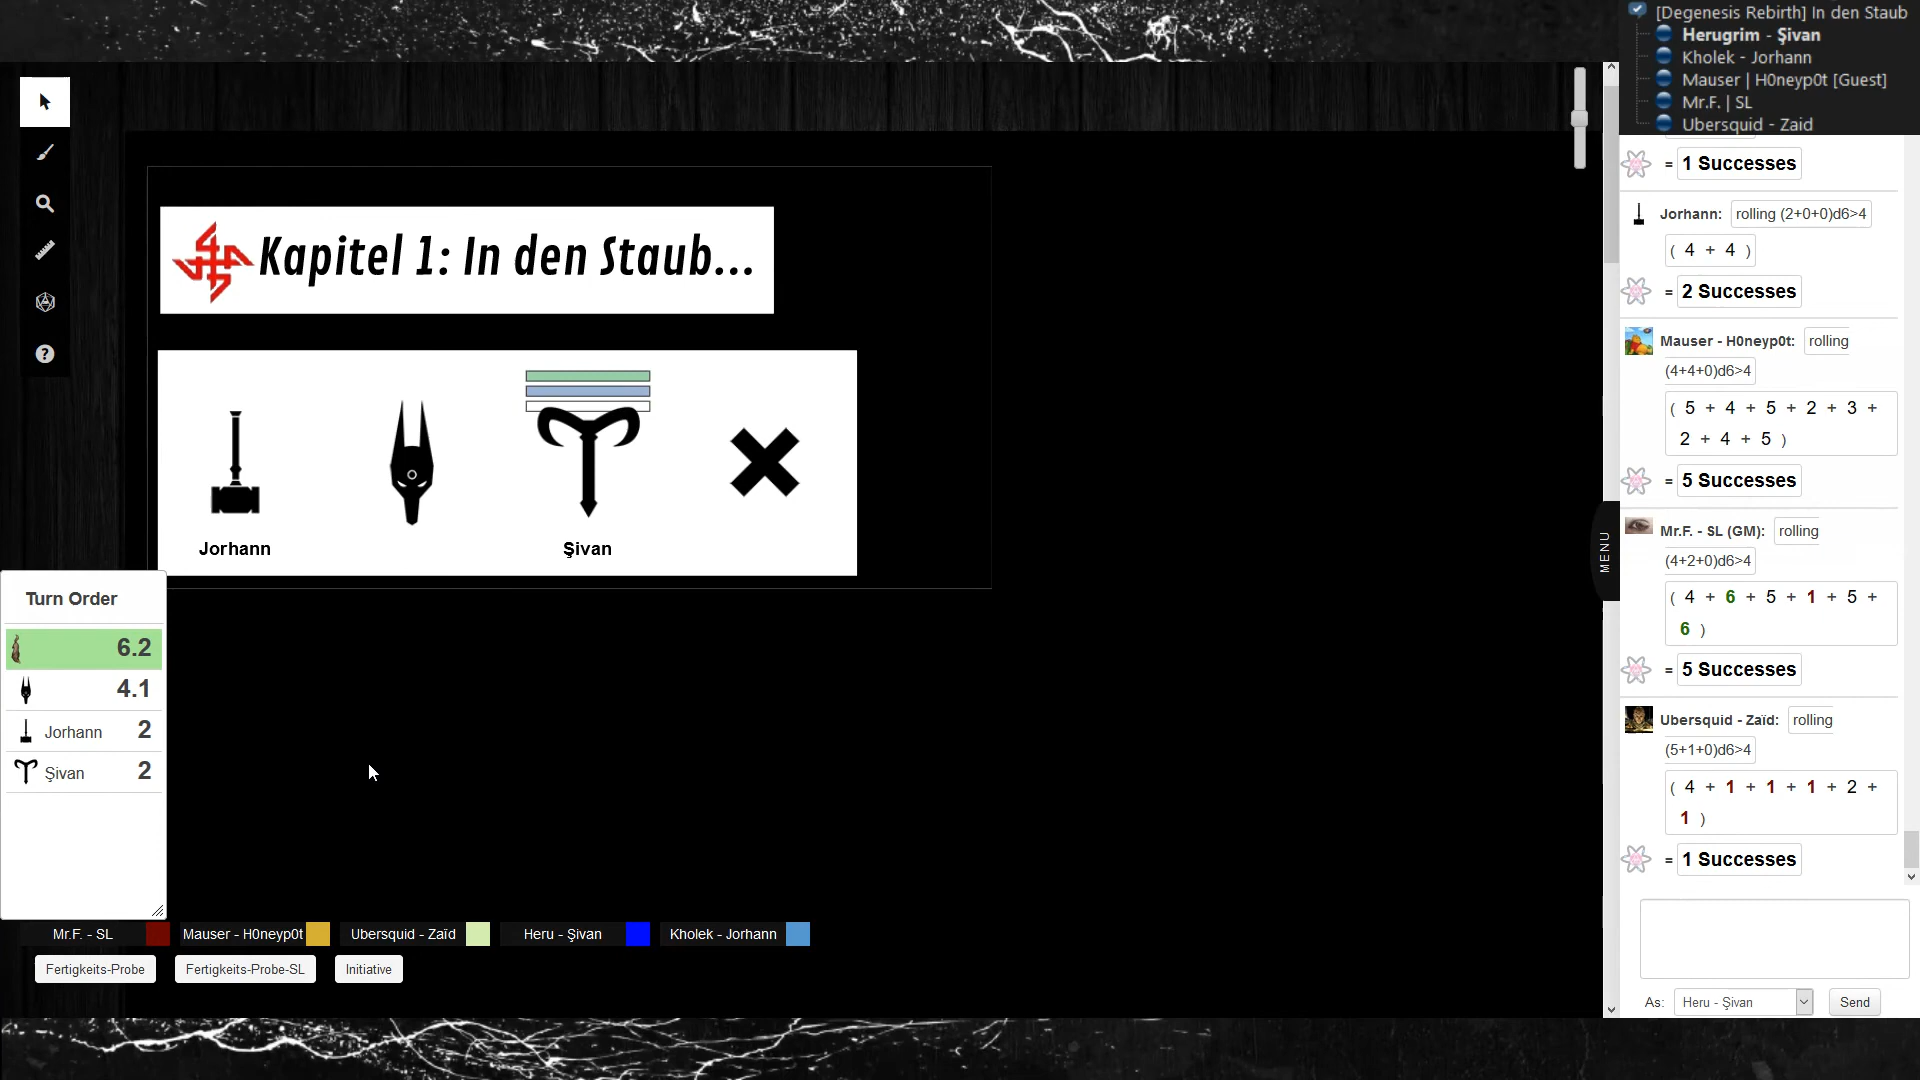 [Degenesis Rebirth] In den Staub
Herugrim - Şivan
Kholek - Jorhann
Mauser | H0neyp0t [Guest]
Mr.F. | SL
Ubersquid - Zaid
Kapitel 1: In den Staub...
Jorhann
Şivan
Turn Order
6.2
4.1
Jorhann 2
Şivan 2
Mr.F. - SL
Mauser - H0neyp0t
Ubersquid - Zaïd
Heru - Şivan
Kholek - Jorhann
Fertigkeits-Probe
Fertigkeits-Probe-SL
Initiative
MENU
= 1 Successes
Jorhann: rolling (2+0+0)d6>4
( 4 + 4 )
= 2 Successes
Mauser - H0neyp0t: rolling
(4+4+0)d6>4
( 5 + 4 + 5 + 2 + 3 +
2 + 4 + 5 )
= 5 Successes
Mr.F. - SL (GM): rolling
(4+2+0)d6>4
( 4 + 6 + 5 + 1 + 5 +
6 )
= 5 Successes
Ubersquid - Zaïd: rolling
(5+1+0)d6>4
( 4 + 1 + 1 + 1 + 2 +
1 )
= 1 Successes
As: Heru - Şivan Send